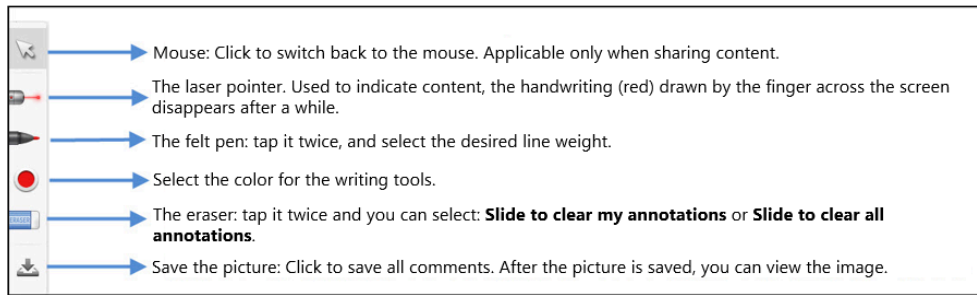 Mouse: Click to switch back to the mouse. Applicable only when sharing content.
The laser pointer. Used to indicate content, the handwriting (red) drawn by the finger across the screen
disappears after a while.
The felt pen: tap it twice, and select the desired line weight.
Select the color for the writing tools.
ERASER
The eraser: tap it twice and you can select: Slide to clear my annotations or Slide to clear all
annotations.
Save the picture: Click to save all comments. After the picture is saved, you can view the image.